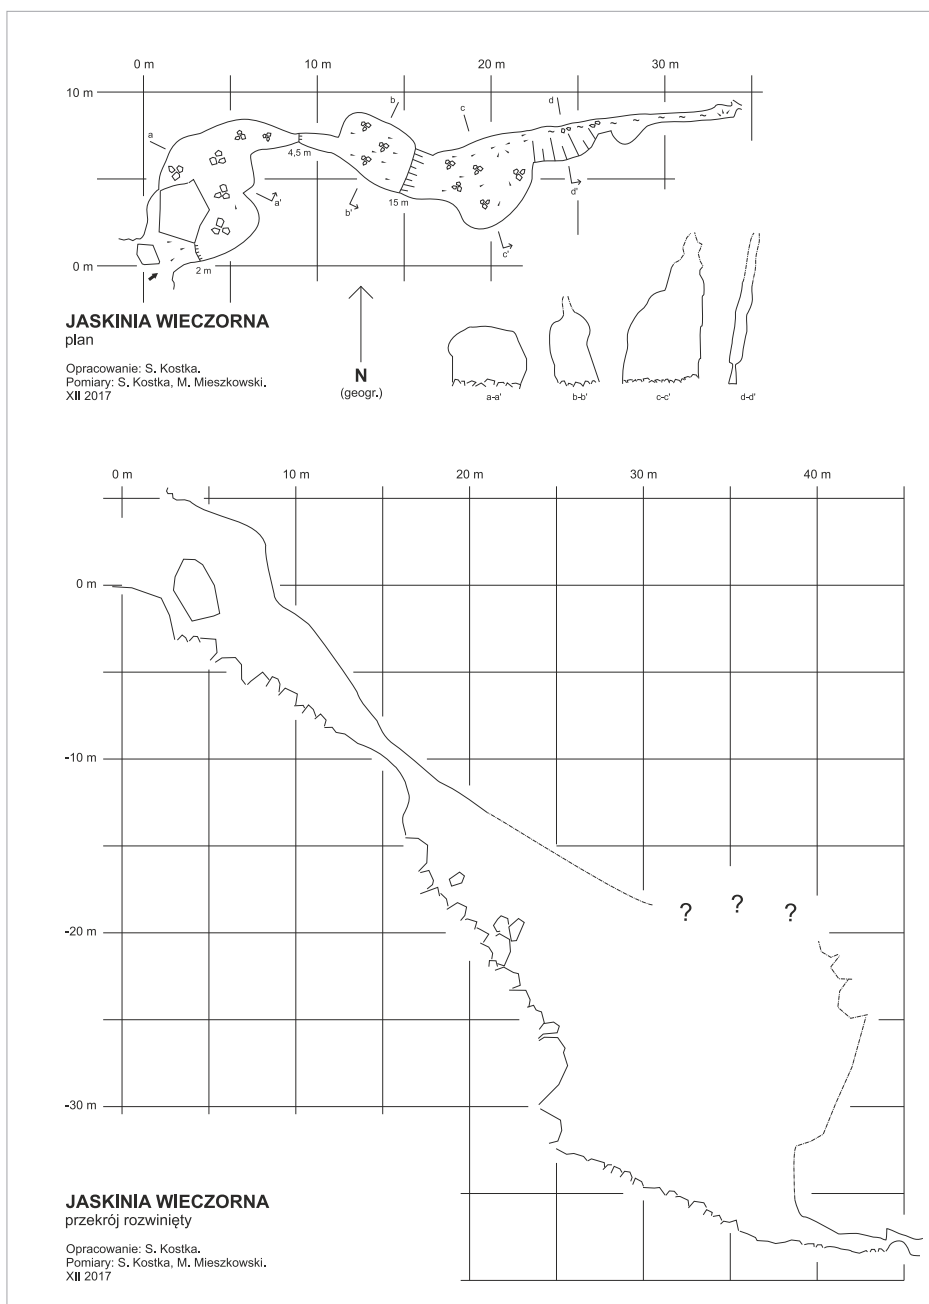 0 m 10 m 20 m 30 m
10 m
d
b
c
a
4,5 m
a'
15 m
b'
d'
c'
0 m
2 m
JASKINIA WIECZORNA
plan
Opracowanie: S. Kostka.
Pomiary: S. Kostka, M. Mieszkowski.
XII 2017
N
(geogr.)
a-a' b-b' c-c' d-d'
0 m 10 m 20 m 30 m 40 m
0 m
-10 m
? ? ?
-20 m
-30 m
JASKINIA WIECZORNA
przekrój rozwinięty
Opracowanie: S. Kostka.
Pomiary: S. Kostka, M. Mieszkowski.
XII 2017